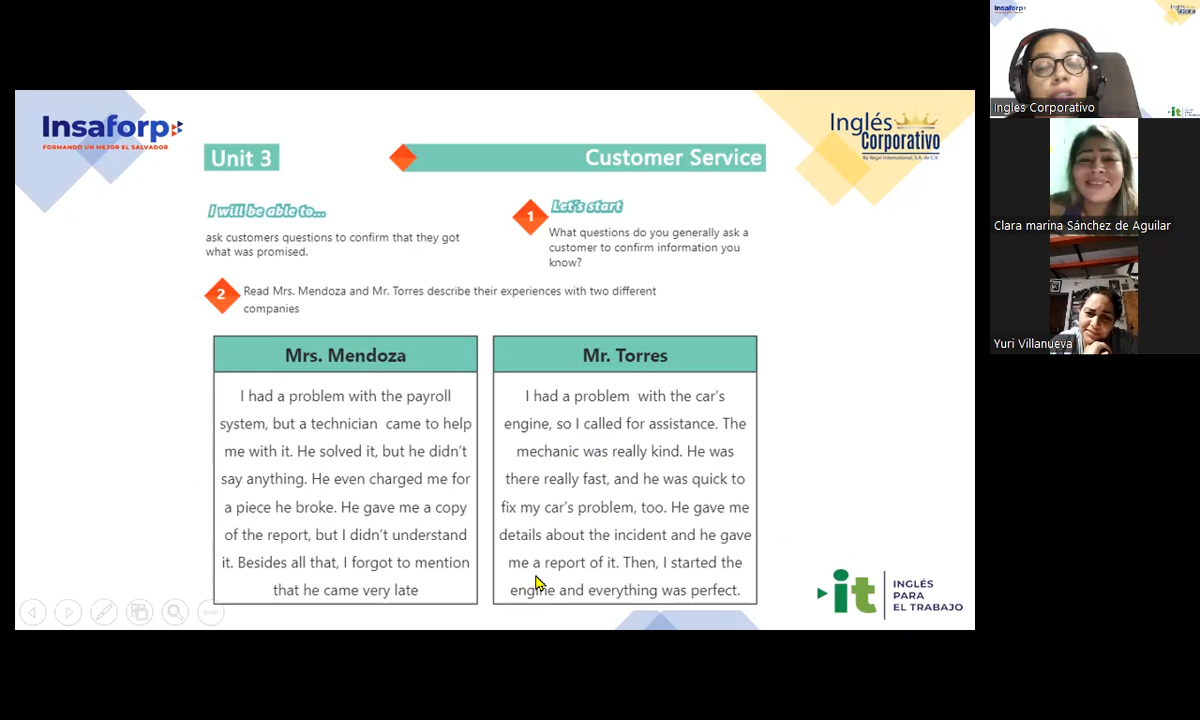 Insaforp
FORMANDO UN MEJOR EL SALVADOR
Inglés
Corporativo
By Regal International, S.A. de C.V.
Unit 3
Customer Service
I will be able to...
ask customers questions to confirm that they got
what was promised.
1
Let's start
What questions do you generally ask a
customer to confirm information you
know?
2
Read Mrs. Mendoza and Mr. Torres describe their experiences with two different
companies
Mrs. Mendoza
I had a problem with the payroll
system, but a technician came to help
me with it. He solved it, but he didn't
say anything. He even charged me for
a piece he broke. He gave me a copy
of the report, but I didn't understand
it. Besides all that, I forgot to mention
that he came very late
Mr. Torres
I had a problem with the car's
engine, so I called for assistance. The
mechanic was really kind. He was
there really fast, and he was quick to
fix my car's problem, too. He gave me
details about the incident and he gave
me a report of it. Then, I started the
engine and everything was perfect.
it
INGLÉS
PARA
EL TRABAJO
Insaforp
Inglés
Corporativo
it
Ingles Corporativo
Clara marina Sánchez de Aguilar
Yuri Villanueva